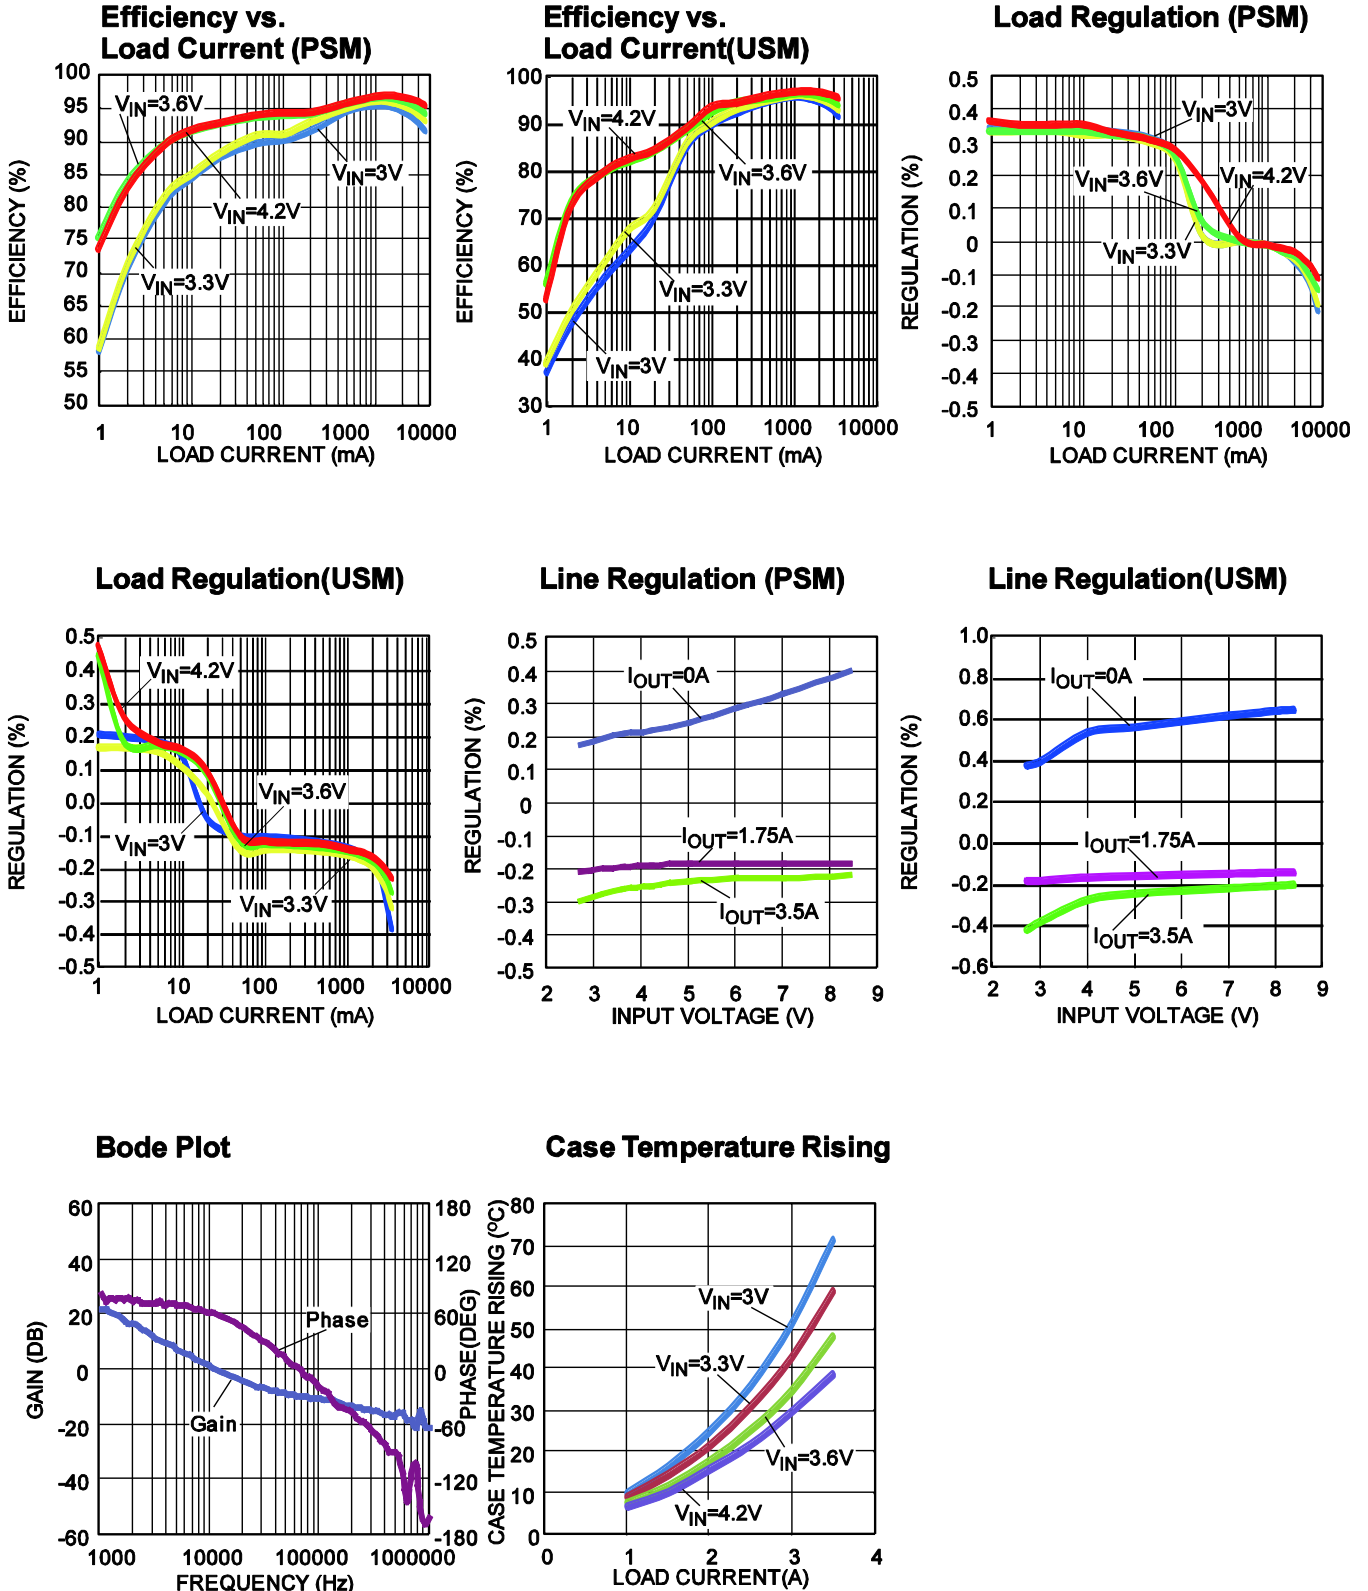 Efficiency vs.
Load Current (PSM)
100
95
90
85
80
75
70
65
60
55
50
EFFICIENCY (%)
VIN=3.6V
VIN=3V
VIN=4.2V
VIN=3.3V
1 10 100 1000 10000
LOAD CURRENT (mA)
Efficiency vs.
Load Current(USM)
100
90
80
70
60
50
40
30
EFFICIENCY (%)
VIN=4.2V
VIN=3.6V
VIN=3.3V
VIN=3V
1 10 100 1000 10000
LOAD CURRENT (mA)
Load Regulation (PSM)
0.5
0.4
0.3
0.2
0.1
0
-0.1
-0.2
-0.3
-0.4
-0.5
REGULATION (%)
VIN=3V
VIN=3.6V
VIN=4.2V
VIN=3.3V
1 10 100 1000 10000
LOAD CURRENT (mA)
Load Regulation(USM)
0.5
0.4
0.3
0.2
0.1
0.0
-0.1
-0.2
-0.3
-0.4
-0.5
REGULATION (%)
VIN=4.2V
VIN=3.6V
VIN=3V
VIN=3.3V
1 10 100 1000 10000
LOAD CURRENT (mA)
Line Regulation (PSM)
0.5
0.4
0.3
0.2
0.1
0
-0.1
-0.2
-0.3
-0.4
-0.5
REGULATION (%)
IOUT=0A
IOUT=1.75A
IOUT=3.5A
2 3 4 5 6 7 8 9
INPUT VOLTAGE (V)
Line Regulation(USM)
1.0
0.8
0.6
0.4
0.2
0.0
-0.2
-0.4
-0.6
REGULATION (%)
IOUT=0A
IOUT=1.75A
IOUT=3.5A
2 3 4 5 6 7 8 9
INPUT VOLTAGE (V)
Bode Plot
60
40
20
0
-20
-40
-60
GAIN (DB)
Phase
Gain
180
120
60
0
-60
-120
-180
PHASE(DEG)
1000 10000 100000 1000000
FREQUENCY (Hz)
Case Temperature Rising
80
70
60
50
40
30
20
10
0
CASE TEMPERATURE RISING (°C)
VIN=3V
VIN=3.3V
VIN=3.6V
VIN=4.2V
0 1 2 3 4
LOAD CURRENT(A)